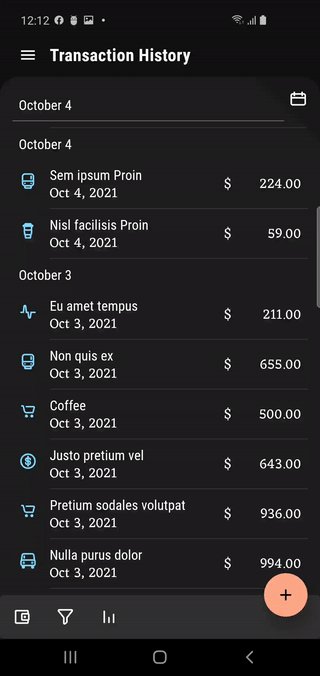 12:12
Transaction History
October 4
October 4
Sem ipsum Proin
Oct 4, 2021
$ 224.00
Nisl facilisis Proin
Oct 4, 2021
$ 59.00
October 3
Eu amet tempus
Oct 3, 2021
$ 211.00
Non quis ex
Oct 3, 2021
$ 655.00
Coffee
Oct 3, 2021
$ 500.00
Justo pretium vel
Oct 3, 2021
$ 643.00
Pretium sodales volutpat
Oct 3, 2021
$ 936.00
Nulla purus dolor
Oct 3, 2021
$ 994.00